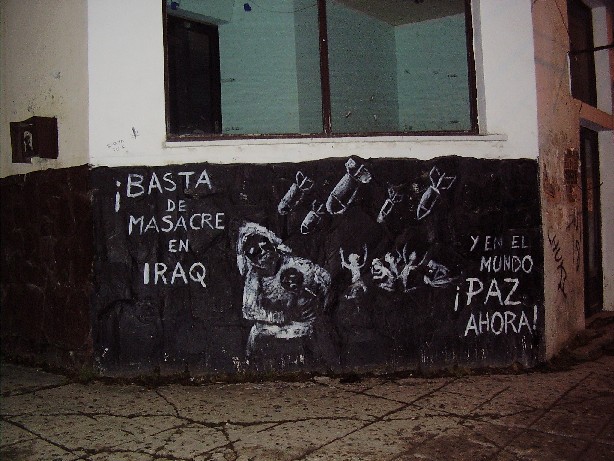 ¡BASTA
DE
MASACRE
EN
IRAQ
Y EN EL
MUNDO
¡PAZ
AHORA!